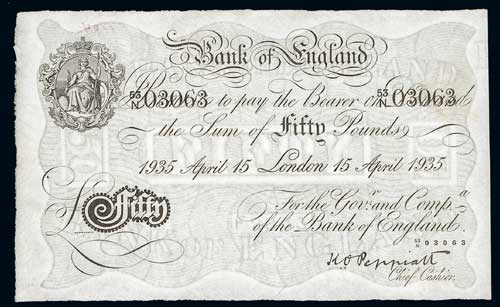 Bank of England
53/N 03063 to pay the Bearer on 53/N 03063
the Sum of Fifty Pounds
1935 April 15 London 15 April 1935
For the Govr. and Compa.
of the Bank of England.
£ Fifty
53/N 03063
K O Peppiatt
Chief Cashier.